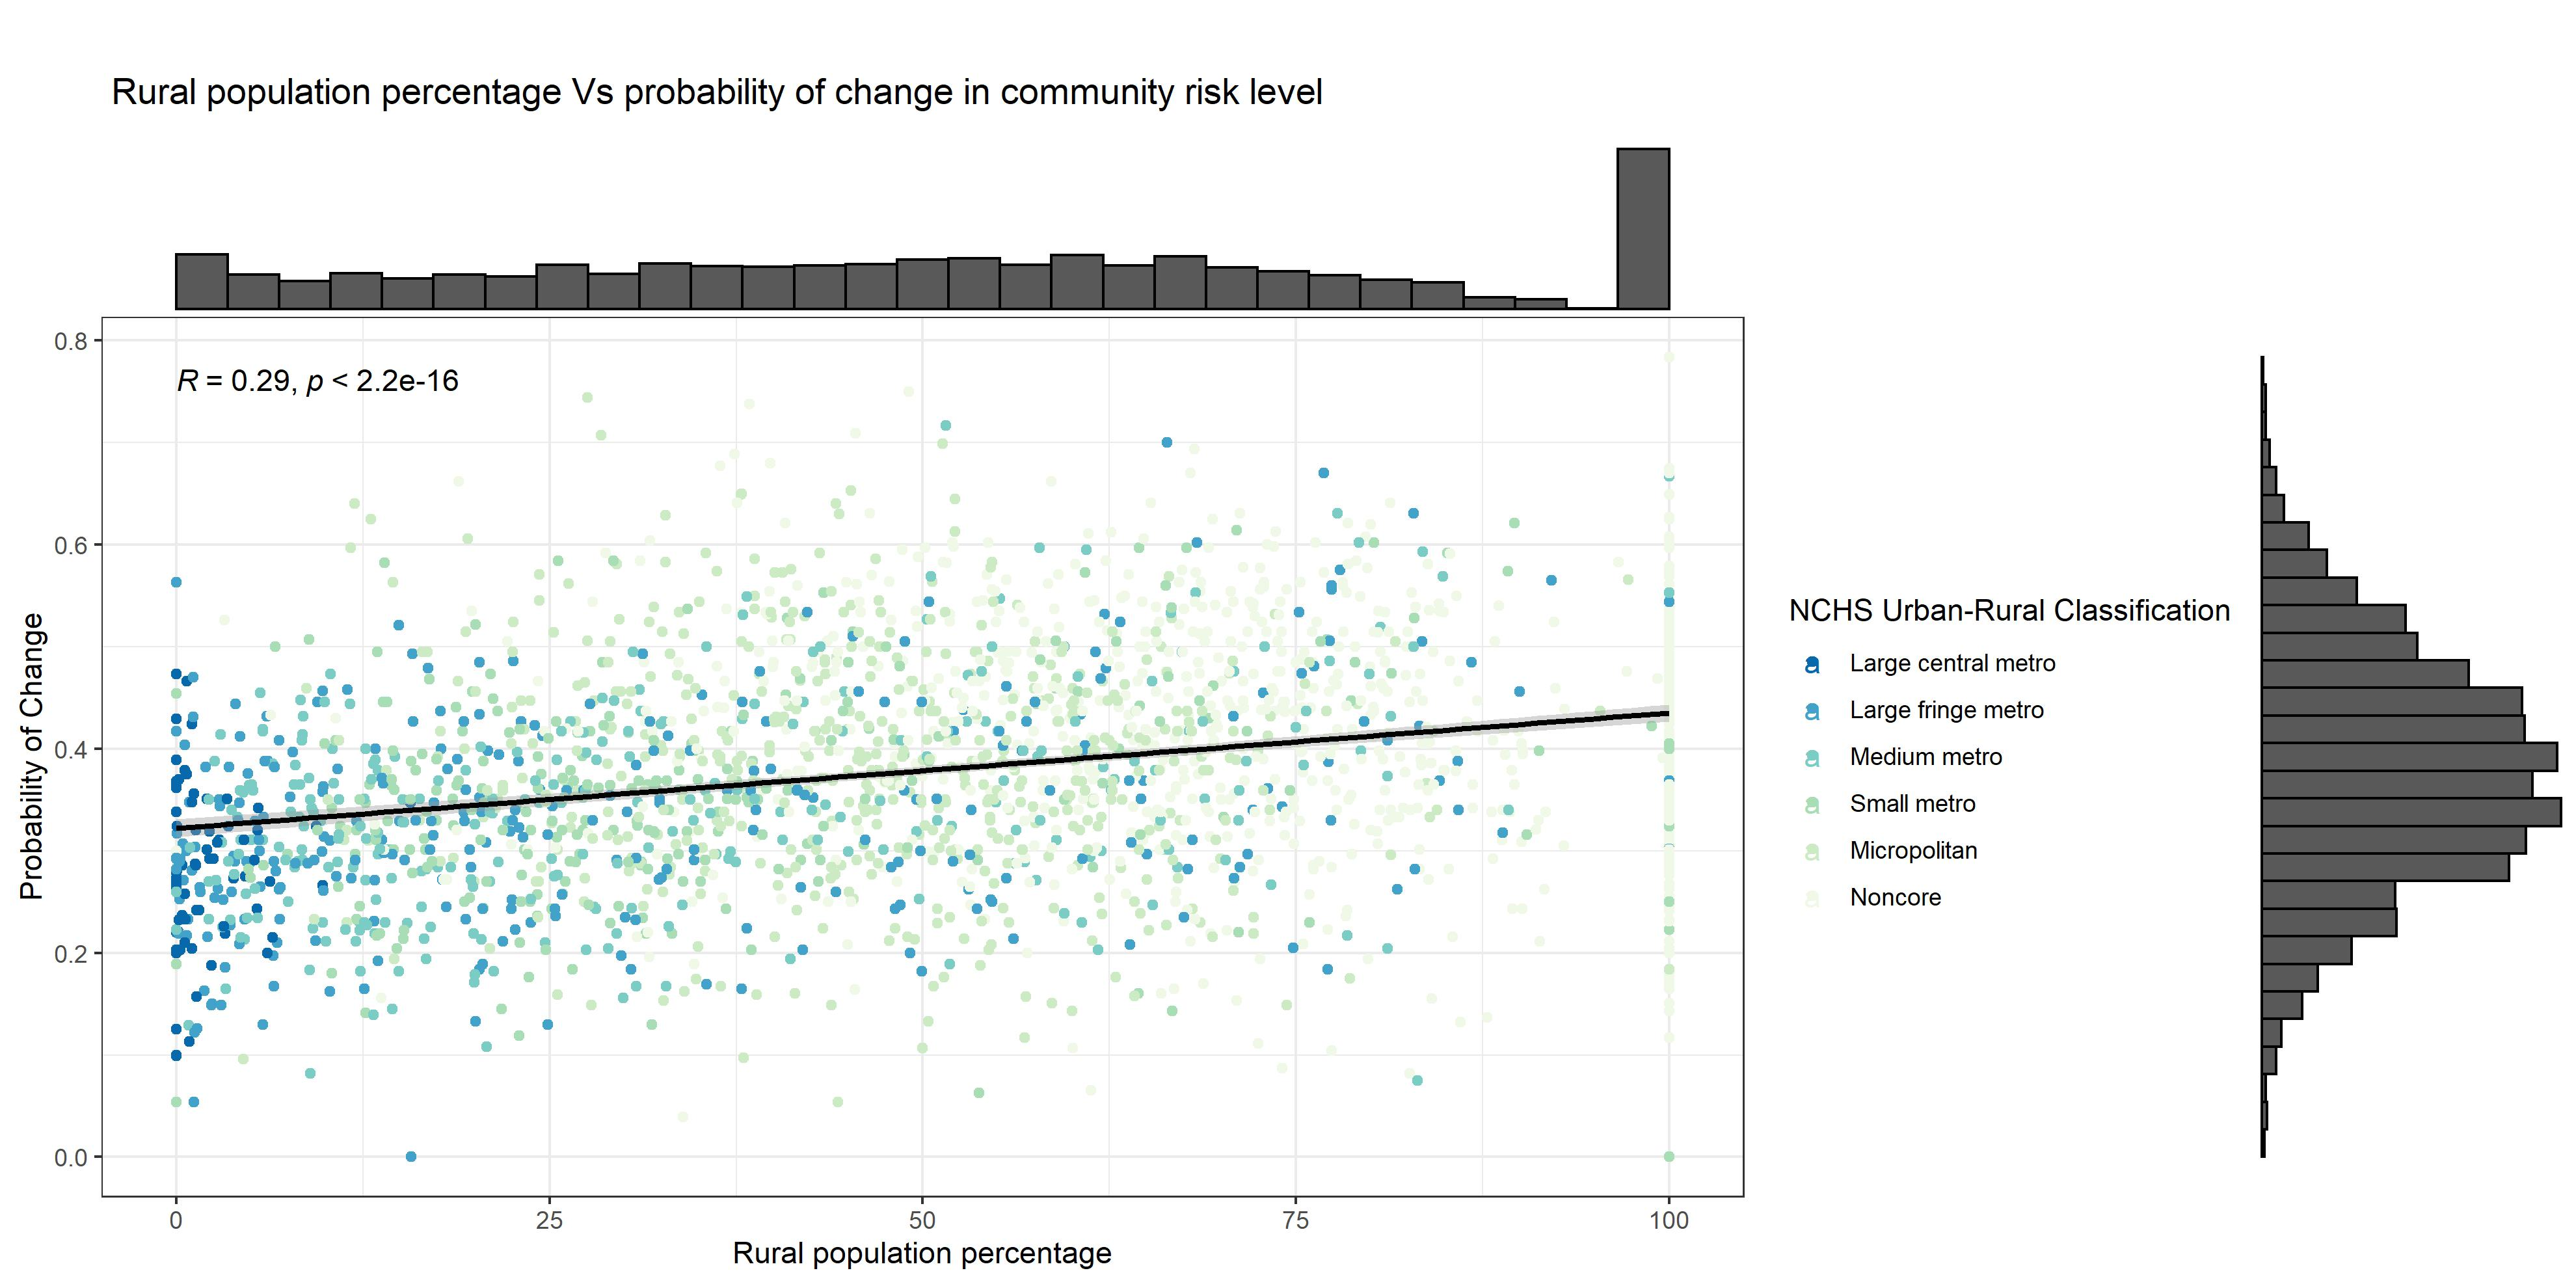 Rural population percentage Vs probability of change in community risk level
R = 0.29, p < 2.2e-16
0.8
0.6
0.4
0.2
0.0
Probability of Change
0
25
50
75
100
Rural population percentage
NCHS Urban-Rural Classification
a Large central metro
a Large fringe metro
a Medium metro
a Small metro
a Micropolitan
a Noncore